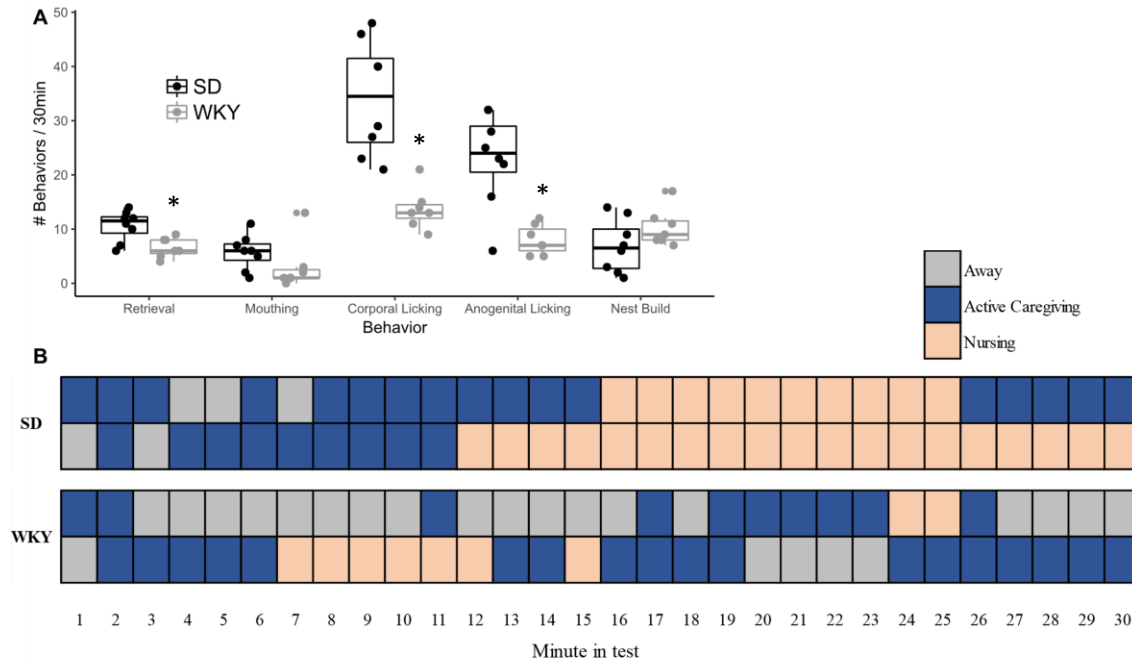 A
50
40
30
20
10
0
# Behaviors / 30min
SD
WKY
*
*
*
Retrieval
Mouthing
Corporal Licking
Anogenital Licking
Nest Build
Behavior
Away
Active Caregiving
Nursing
B
SD
WKY
1 2 3 4 5 6 7 8 9 10 11 12 13 14 15 16 17 18 19 20 21 22 23 24 25 26 27 28 29 30
Minute in test